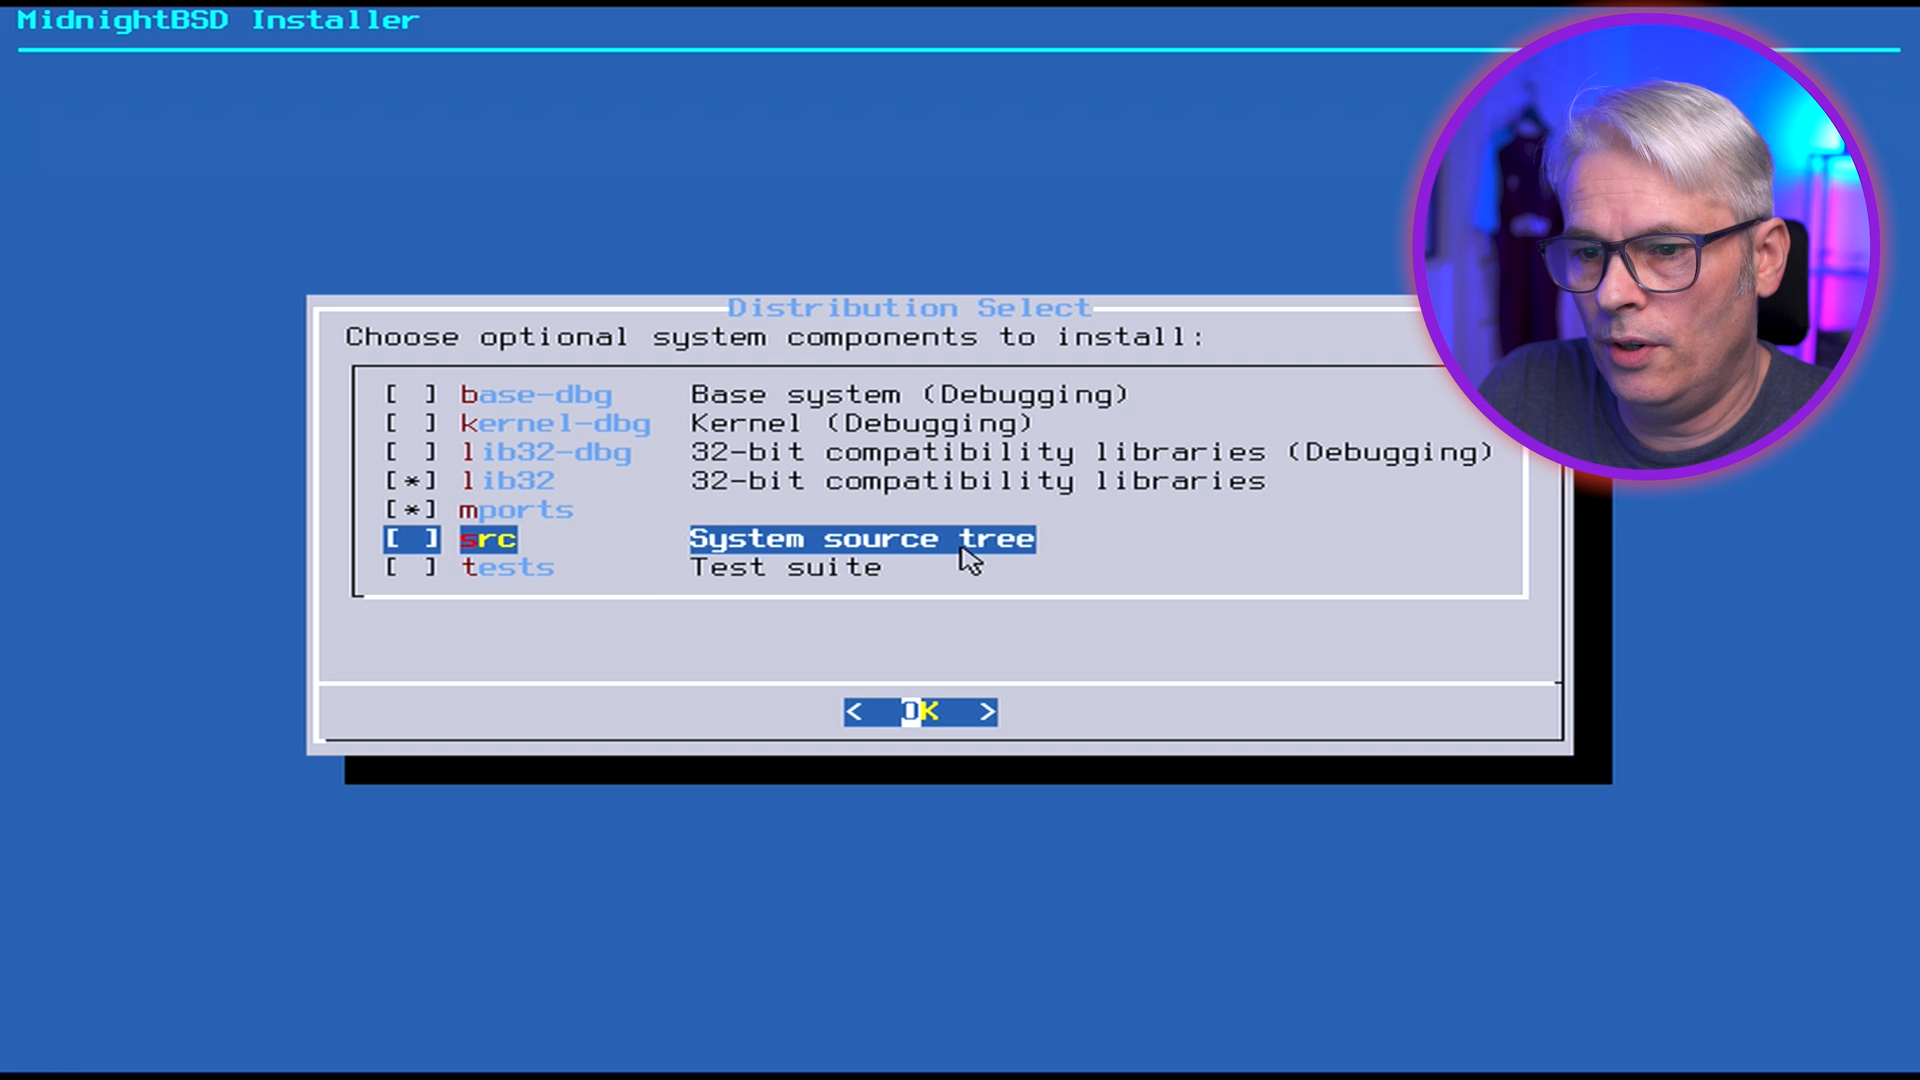 MidnightBSD Installer
Distribution Select
Choose optional system components to install:
[ ] base-dbg Base system (Debugging)
[ ] kernel-dbg Kernel (Debugging)
[ ] lib32-dbg 32-bit compatibility libraries (Debugging)
[*] lib32 32-bit compatibility libraries
[*] mports
[ ] src System source tree
[ ] tests Test suite
< OK >